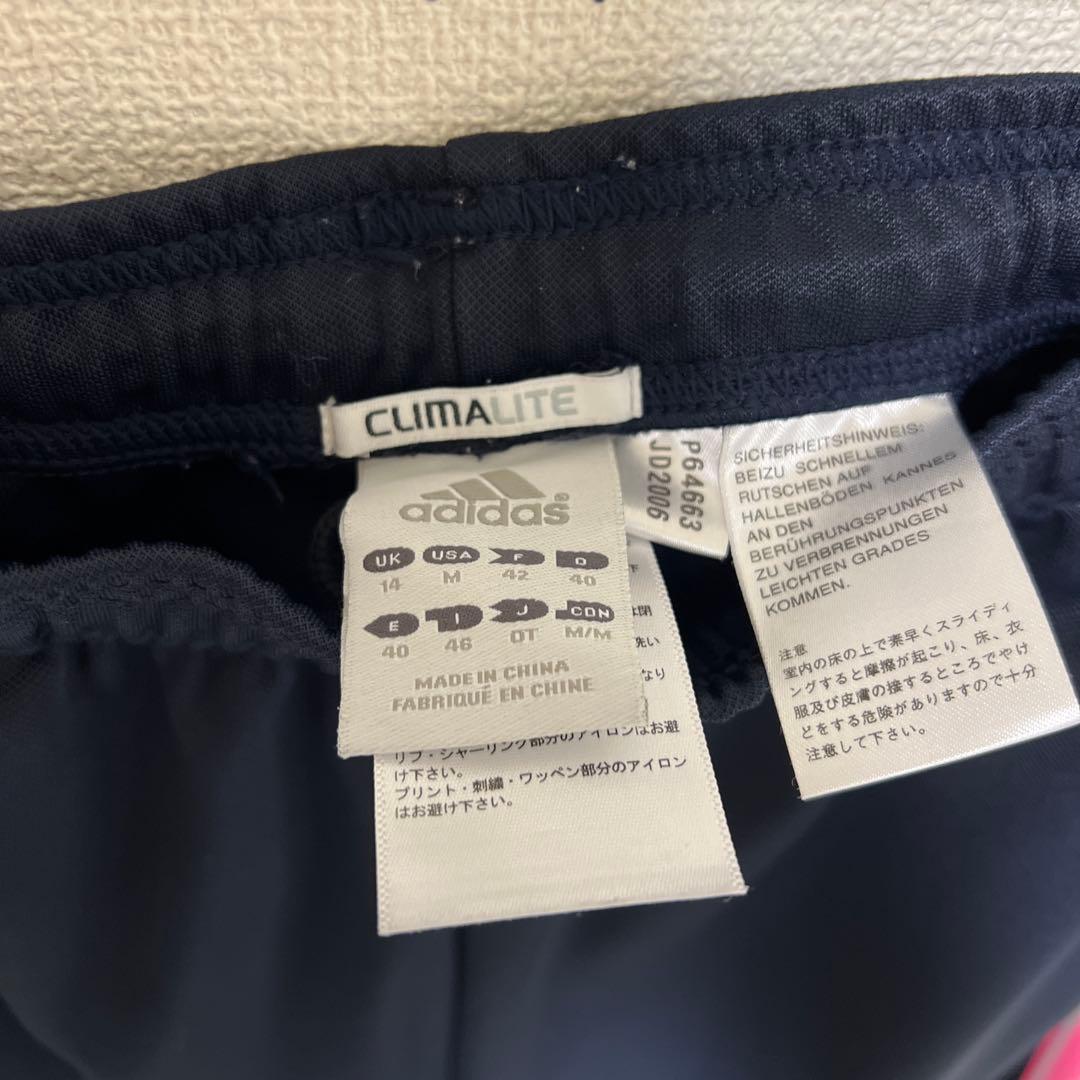 CLIMALITE
adidas®
UK USA F D
14 M 42 40
E I J CDN
40 46 OT M/M
MADE IN CHINA
FABRIQUÉ EN CHINE
P64663
JD2006
SICHERHEITSHINWEIS:
BEIZU SCHNELLEM
RUTSCHEN AUF
HALLENBÖDEN KANNES
AN DEN
BERÜHRUNGSPUNKTEN
ZU VERBRENNUNGEN
LEICHTEN GRADES
KOMMEN.
注意
室内の床の上で素早くスライディ
ングすると摩擦が起こり、床、衣
服及び皮膚の接するところでやけ
どをする危険がありますので十分
注意して下さい。
リブ・シャーリング部分のアイロンはお避
け下さい。
プリント・刺繍・ワッペン部分のアイロン
はお避け下さい。